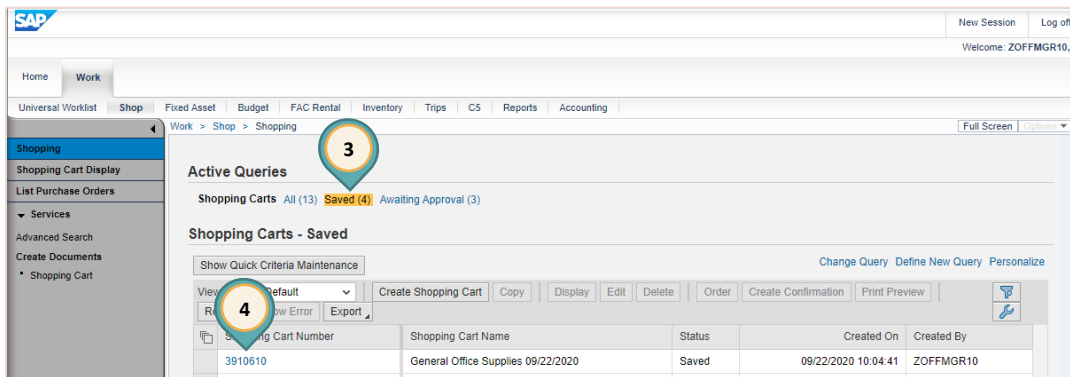 SAP
New Session Log off
Welcome: ZOFFMGR10,
Home Work
Universal Worklist Shop Fixed Asset Budget FAC Rental Inventory Trips C5 Reports Accounting
Work > Shop > Shopping Full Screen Options
Shopping
3
Shopping Cart Display
Active Queries
List Purchase Orders
Shopping Carts All (13) Saved (4) Awaiting Approval (3)
Services
Advanced Search
Shopping Carts - Saved
Create Documents
Show Quick Criteria Maintenance Change Query Define New Query Personalize
• Shopping Cart
View Default Create Shopping Cart Copy Display Edit Delete Order Create Confirmation Print Preview
4
Error Export
Cart Number Shopping Cart Name Status Created On Created By
3910610 General Office Supplies 09/22/2020 Saved 09/22/2020 10:04:41 ZOFFMGR10